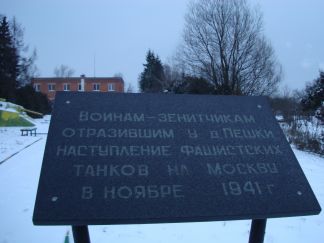 Воинам-зенитчикам
отразившим у д. Пешки
наступление фашистских
танков на Москву
в ноябре 1941 г